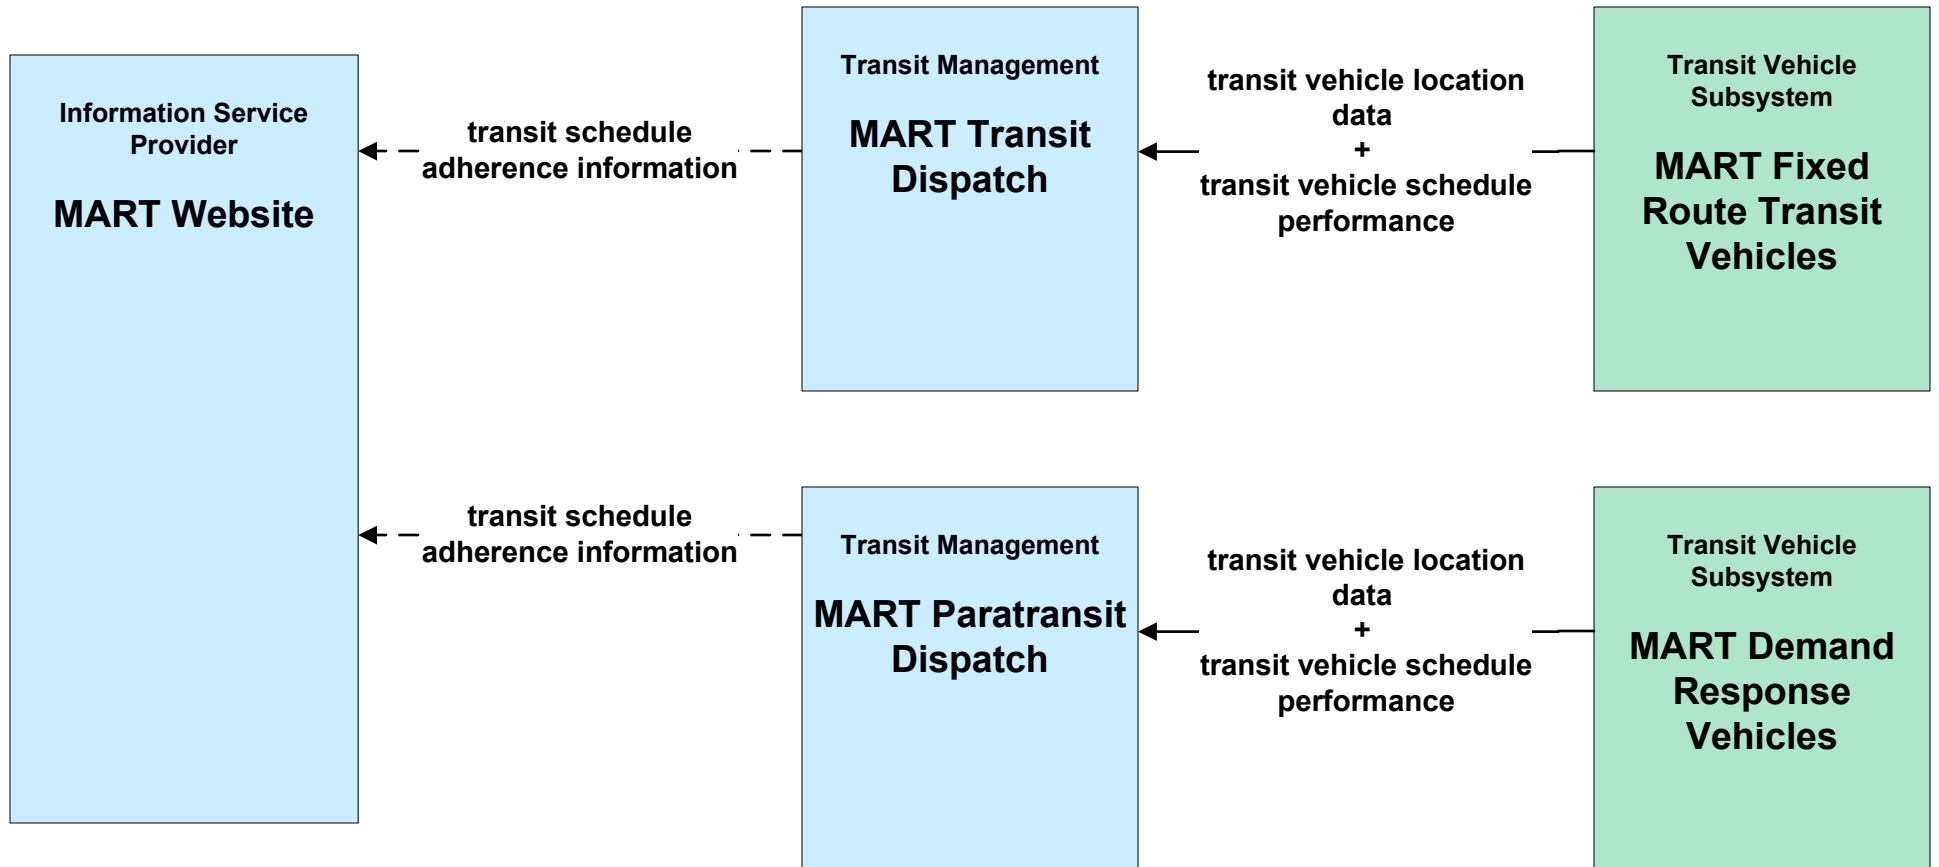 Information Service
Provider
MART Website
transit schedule
adherence information
Transit Management
MART Transit
Dispatch
transit vehicle location
data
+
transit vehicle schedule
performance
Transit Vehicle
Subsystem
MART Fixed
Route Transit
Vehicles
transit schedule
adherence information
Transit Management
MART Paratransit
Dispatch
transit vehicle location
data
+
transit vehicle schedule
performance
Transit Vehicle
Subsystem
MART Demand
Response
Vehicles